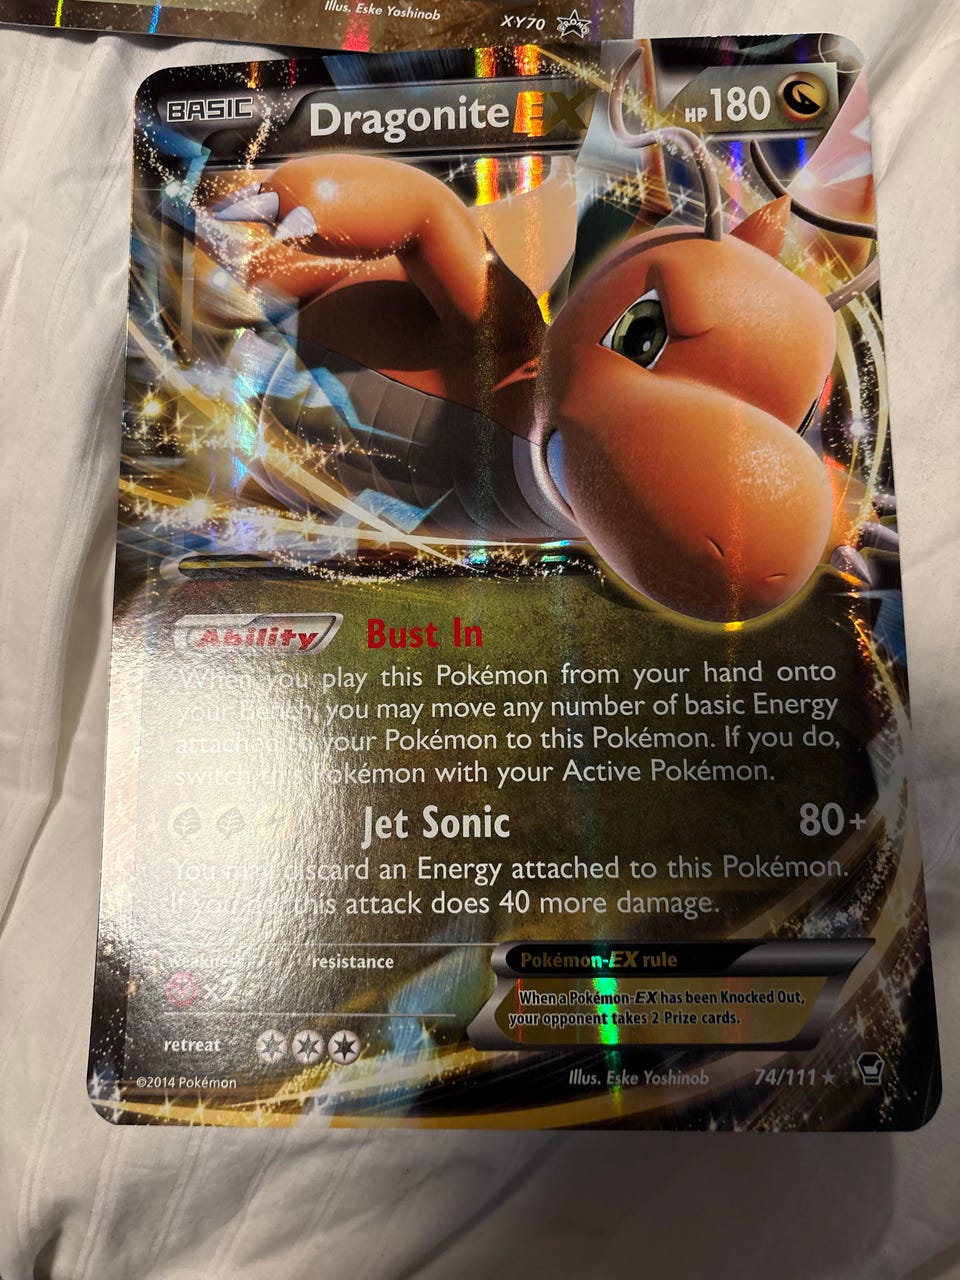 Illus. Eske Yoshinob
XY70
PROMO
BASIC
Dragonite EX
HP 180
Ability Bust In
When you play this Pokémon from your hand onto
your Bench, you may move any number of basic Energy
attached to your Pokémon to this Pokémon. If you do,
switch this Pokémon with your Active Pokémon.
Jet Sonic 80+
You may discard an Energy attached to this Pokémon.
If you do, this attack does 40 more damage.
weakness resistance
×2
Pokémon-EX rule
When a Pokémon-EX has been Knocked Out,
your opponent takes 2 Prize cards.
retreat
©2014 Pokémon
Illus. Eske Yoshinob
74/111